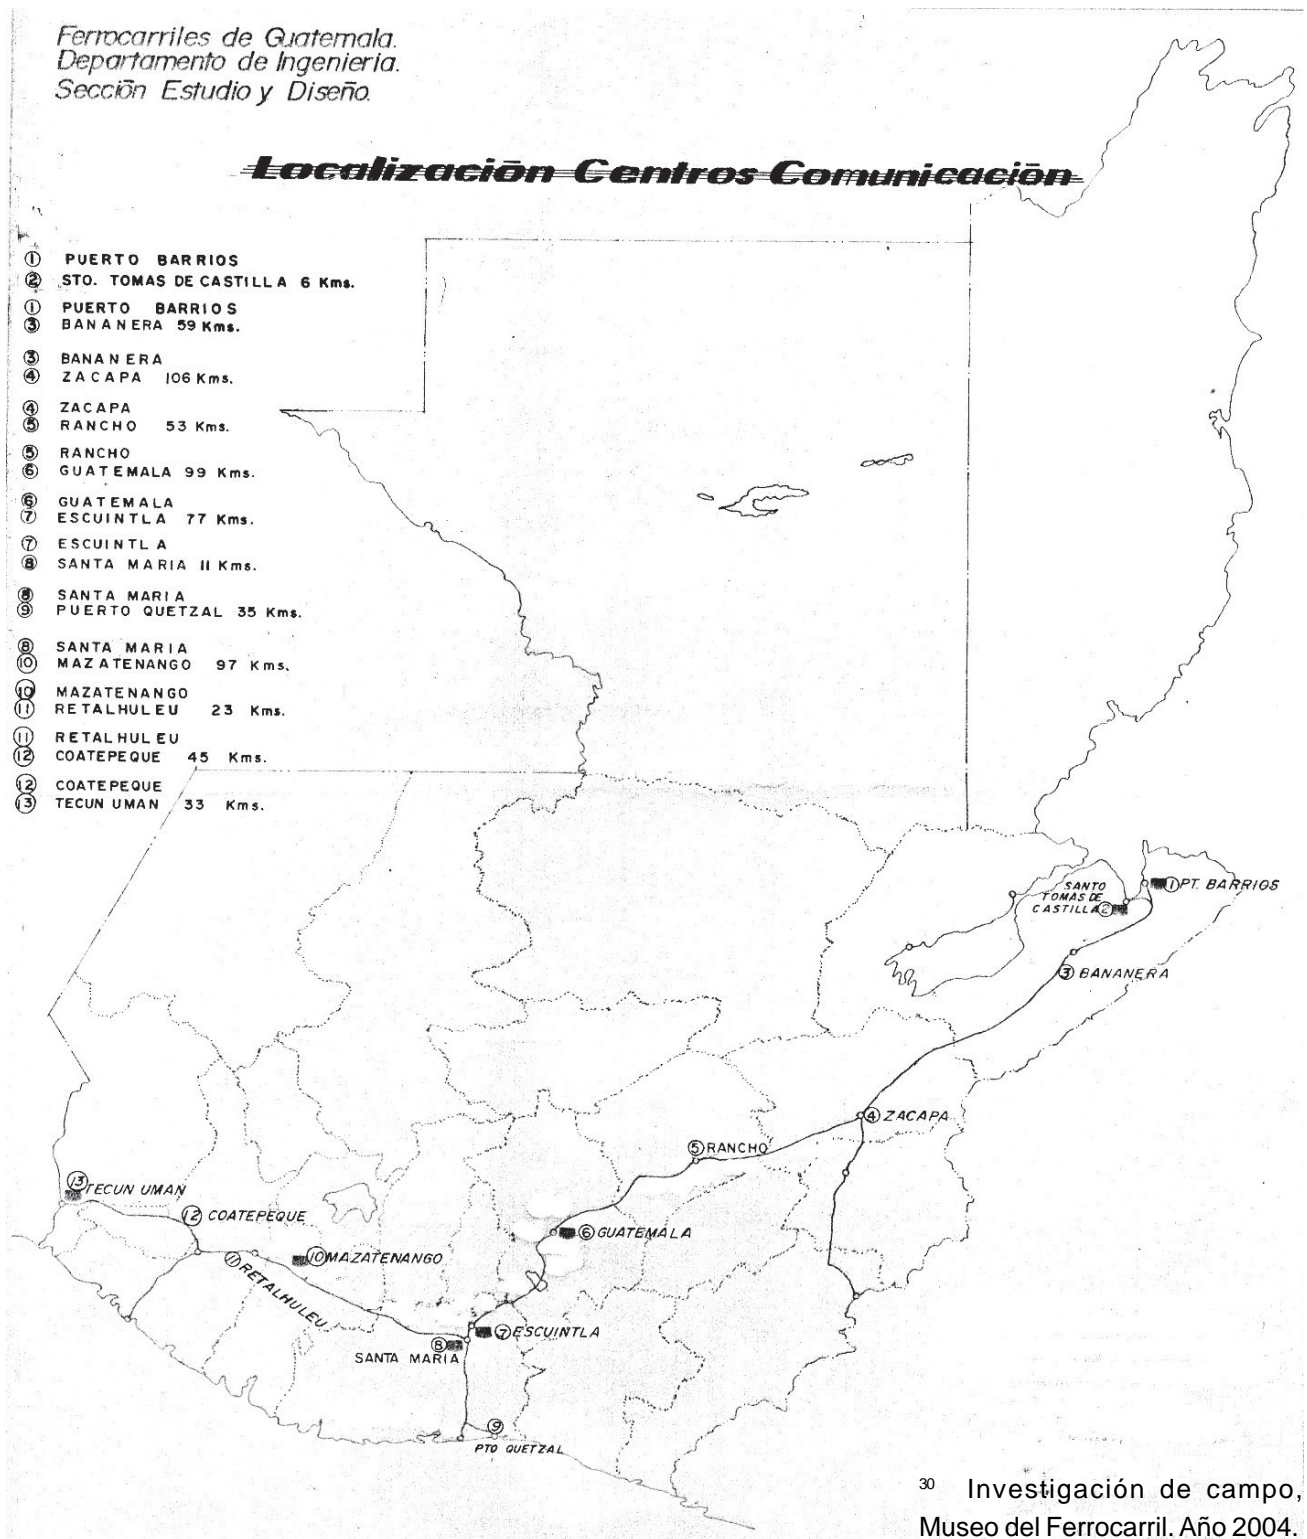 Ferrocarriles de Guatemala.
Departamento de Ingenieria.
Sección Estudio y Diseño.
Localización Centros Comunicación
① PUERTO BARRIOS
② STO. TOMAS DE CASTILLA 6 Kms.
① PUERTO BARRIOS
③ BANANERA 59 Kms.
③ BANANERA
④ ZACAPA 106 Kms.
④ ZACAPA
⑤ RANCHO 53 Kms.
⑤ RANCHO
⑥ GUATEMALA 99 Kms.
⑥ GUATEMALA
⑦ ESCUINTLA 77 Kms.
⑦ ESCUINTLA
⑧ SANTA MARIA 11 Kms.
⑧ SANTA MARIA
⑨ PUERTO QUETZAL 35 Kms.
⑧ SANTA MARIA
⑩ MAZATENANGO 97 Kms.
⑩ MAZATENANGO
⑪ RETALHULEU 23 Kms.
⑪ RETALHULEU
⑫ COATEPEQUE 45 Kms.
⑫ COATEPEQUE
⑬ TECUN UMAN 33 Kms.
① PT. BARRIOS
SANTO
TOMAS DE
CASTILLA ②
③ BANANERA
④ ZACAPA
⑤ RANCHO
⑬ TECUN UMAN
⑫ COATEPEQUE
⑥ GUATEMALA
⑩ MAZATENANGO
⑪ RETALHULEU
⑦ ESCUINTLA
⑧
SANTA MARIA
⑨
PTO QUETZAL
30 Investigación de campo,
Museo del Ferrocarril. Año 2004.